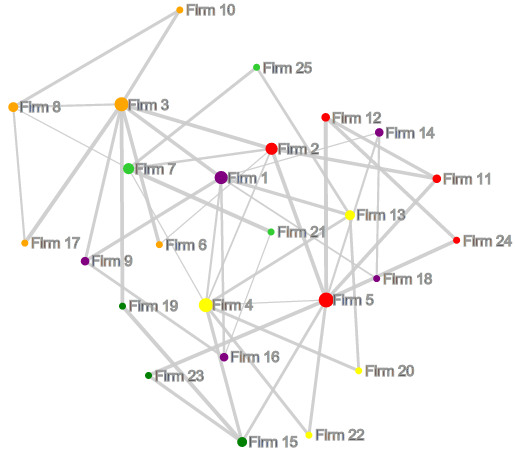 Firm 10
Firm 25
Firm 8
Firm 3
Firm 12
Firm 14
Firm 2
Firm 7
Firm 1
Firm 11
Firm 13
Firm 21
Firm 24
Firm 17
Firm 6
Firm 9
Firm 18
Firm 19
Firm 4
Firm 5
Firm 16
Firm 20
Firm 23
Firm 22
Firm 15